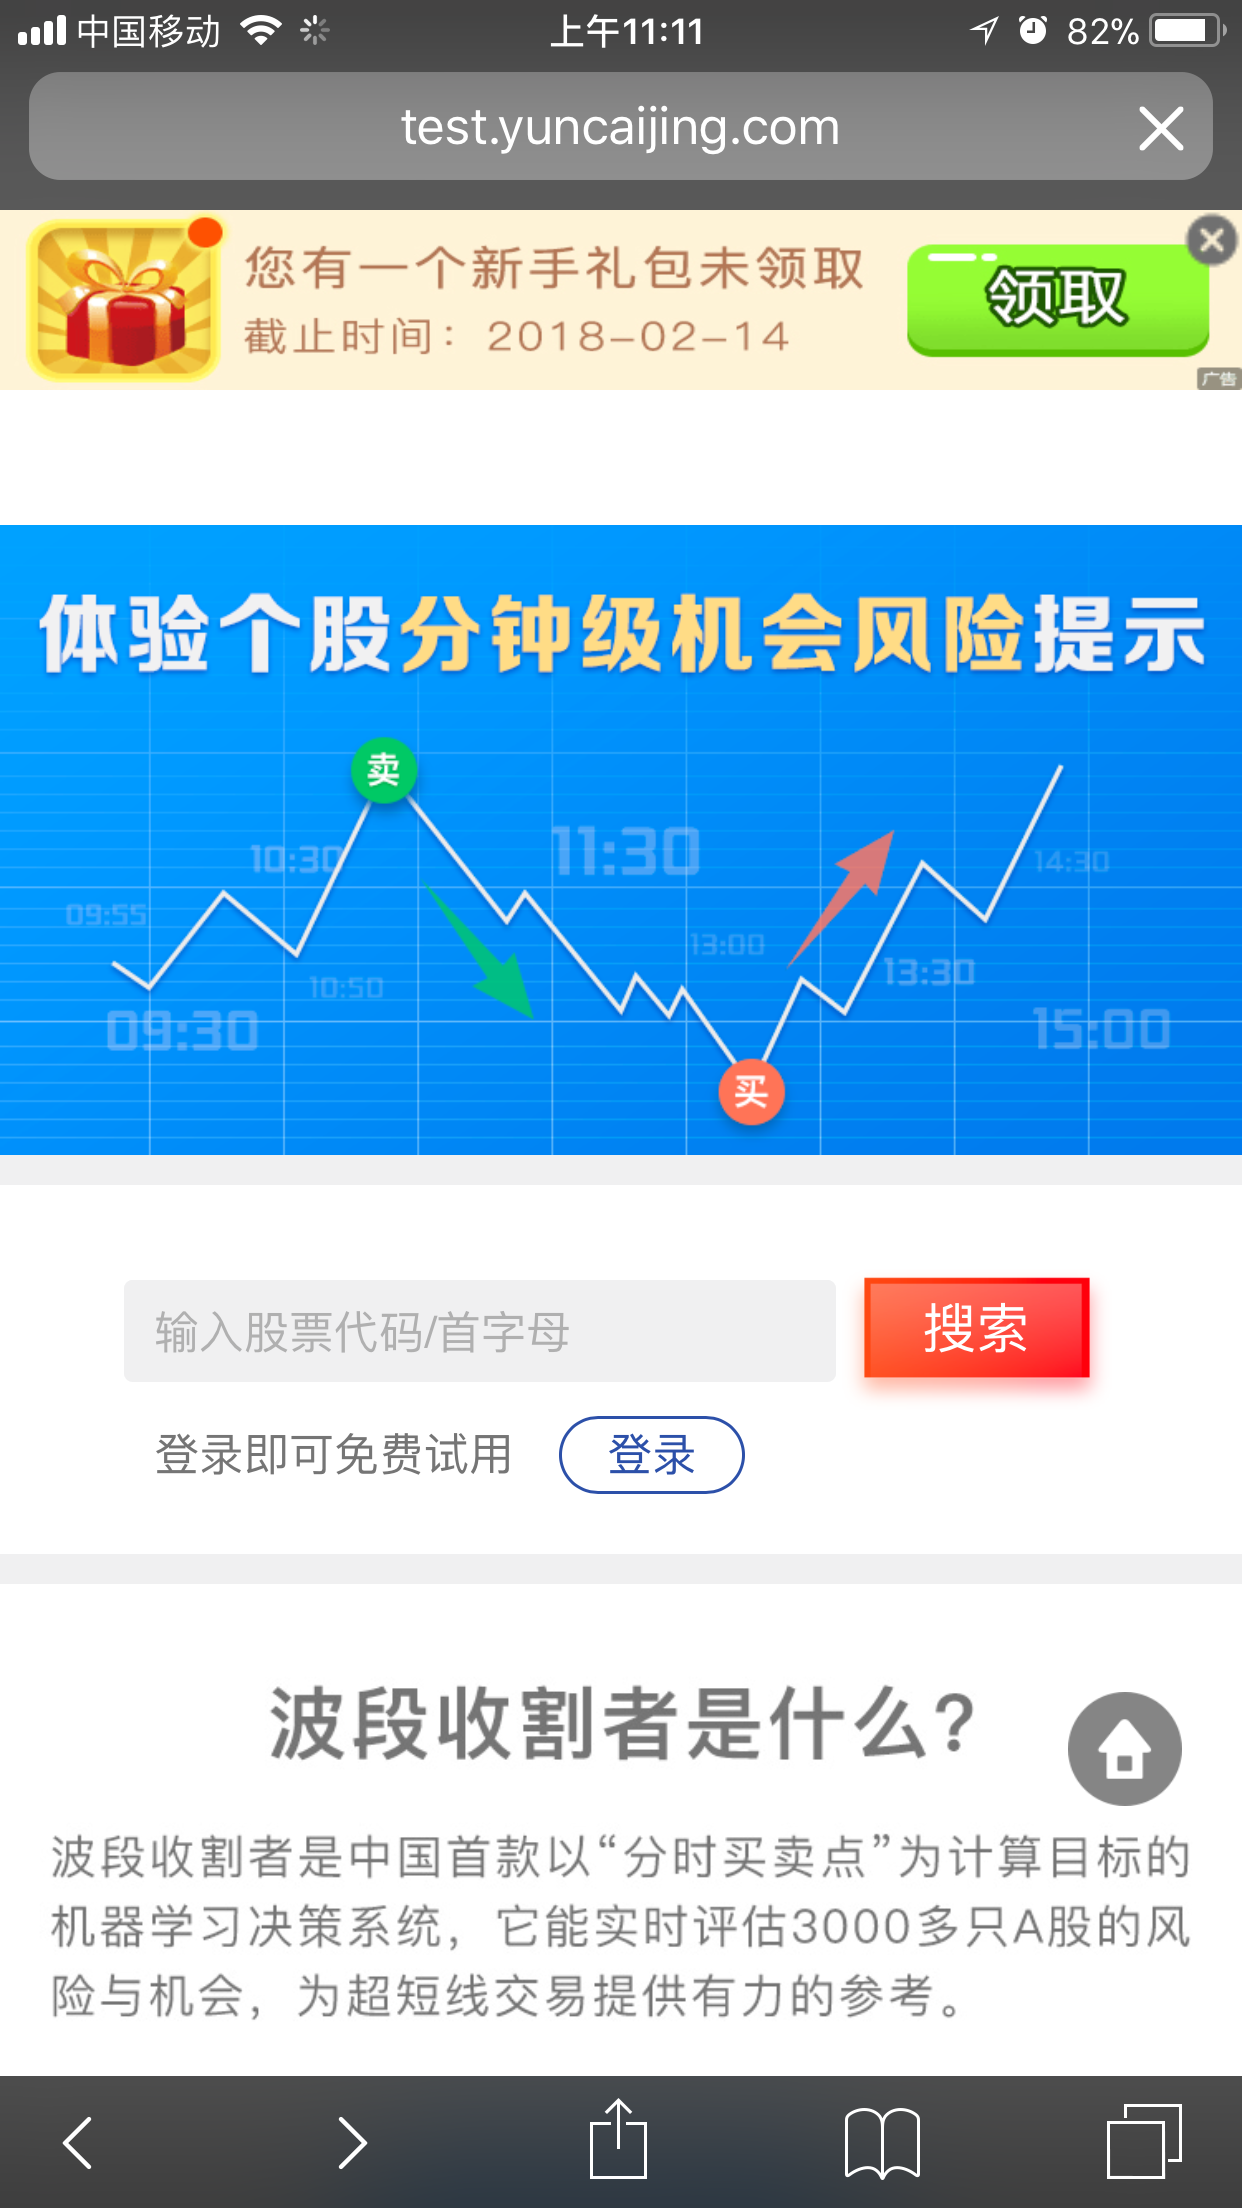 中国移动 上午11:11 82%
test.yuncaijing.com
您有一个新手礼包未领取
截止时间：2018-02-14
领取
广告
体验个股分钟级机会风险提示
卖
11:30
10:30
14:30
09:55
13:00
13:30
10:50
09:30
15:00
买
输入股票代码/首字母
搜索
登录即可免费试用
登录
波段收割者是什么?
波段收割者是中国首款以“分时买卖点”为计算目标的
机器学习决策系统，它能实时评估3000多只A股的风
险与机会，为超短线交易提供有力的参考。